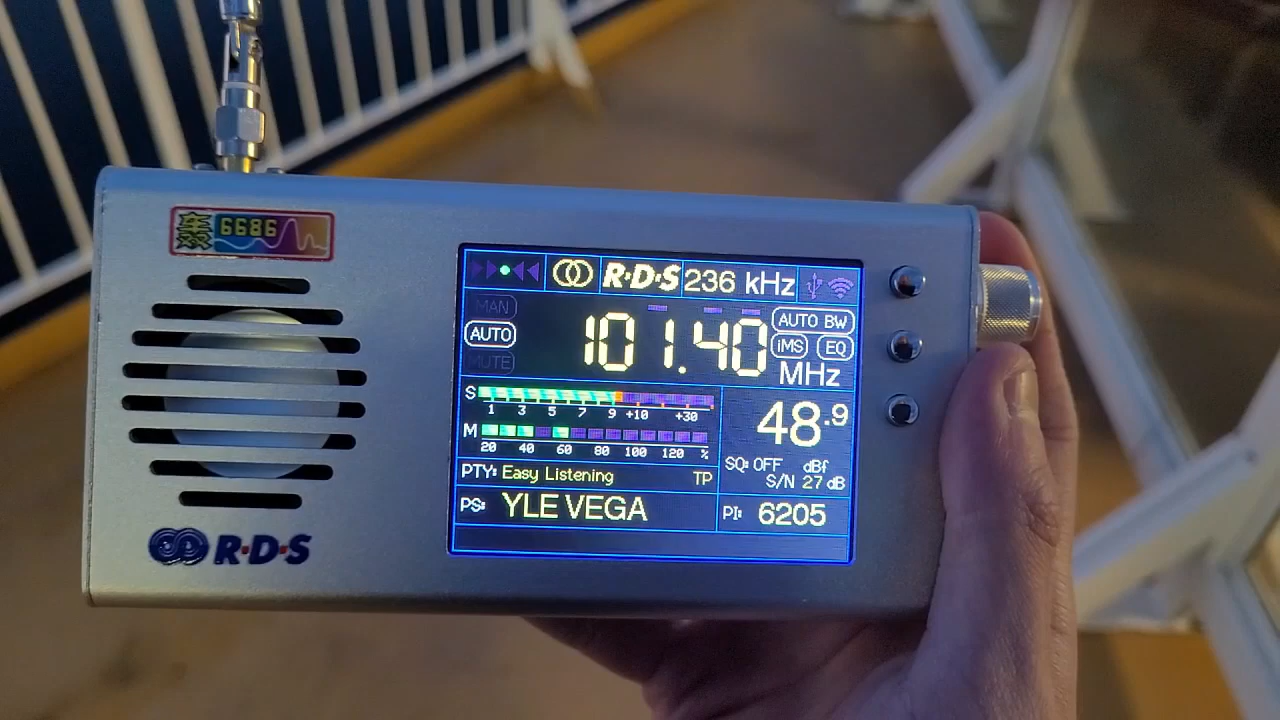 6686
R·D·S 236 kHz
MAN
AUTO 101.40 AUTO BW
iMS EQ
MUTE MHz
S 1 3 5 7 9 +10 +30
48.9
M 20 40 60 80 100 120 %
SQ: OFF dBf
PTY: Easy Listening TP
S/N 27 dB
PS: YLE VEGA PI: 6205
R·D·S